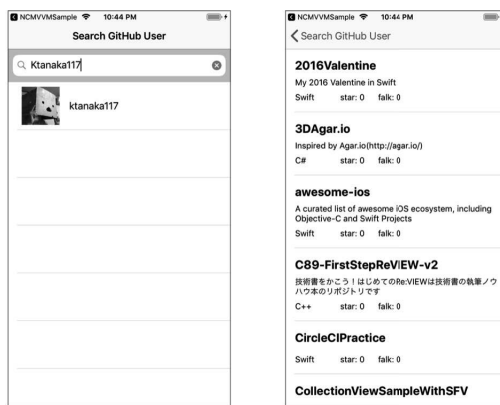 NCMVVMSample 10:44 PM
Search GitHub User
Ktanaka117
ktanaka117
NCMVVMSample 10:44 PM
Search GitHub User
2016Valentine
My 2016 Valentine in Swift
Swift star: 0 falk: 0
3DAgar.io
Inspired by Agar.io(http://agar.io/)
C# star: 0 falk: 0
awesome-ios
A curated list of awesome iOS ecosystem, including
Objective-C and Swift Projects
Swift star: 0 falk: 0
C89-FirstStepReVIEW-v2
技術書をかこう！はじめてのRe:VIEWは技術書の執筆ノウ
ハウ本のリポジトリです
C++ star: 0 falk: 0
CircleCIPractice
Swift star: 0 falk: 0
CollectionViewSampleWithSFV